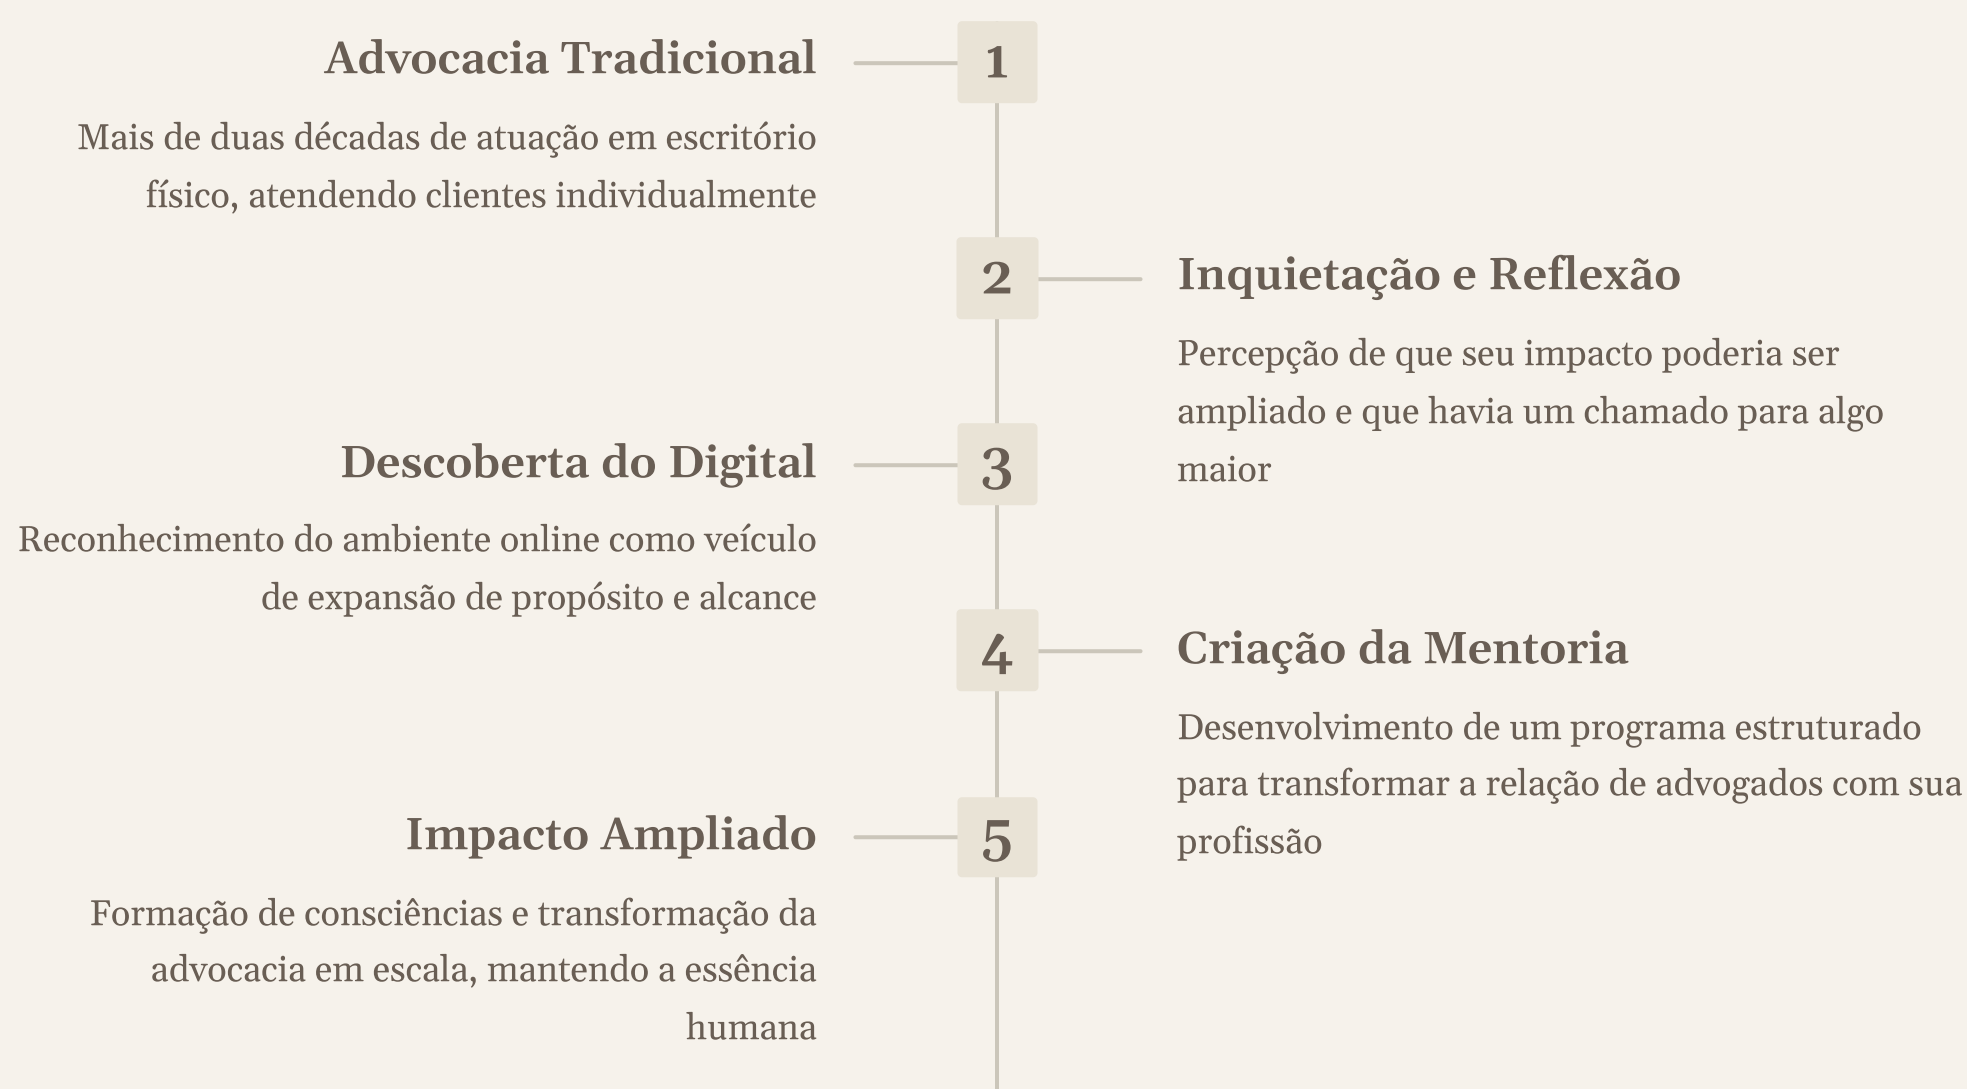 Advocacia Tradicional
1
Mais de duas décadas de atuação em escritório
físico, atendendo clientes individualmente
2
Inquietação e Reflexão
Percepção de que seu impacto poderia ser
ampliado e que havia um chamado para algo
maior
Descoberta do Digital
3
Reconhecimento do ambiente online como veículo
de expansão de propósito e alcance
4
Criação da Mentoria
Desenvolvimento de um programa estruturado
para transformar a relação de advogados com sua
profissão
Impacto Ampliado
5
Formação de consciências e transformação da
advocacia em escala, mantendo a essência
humana